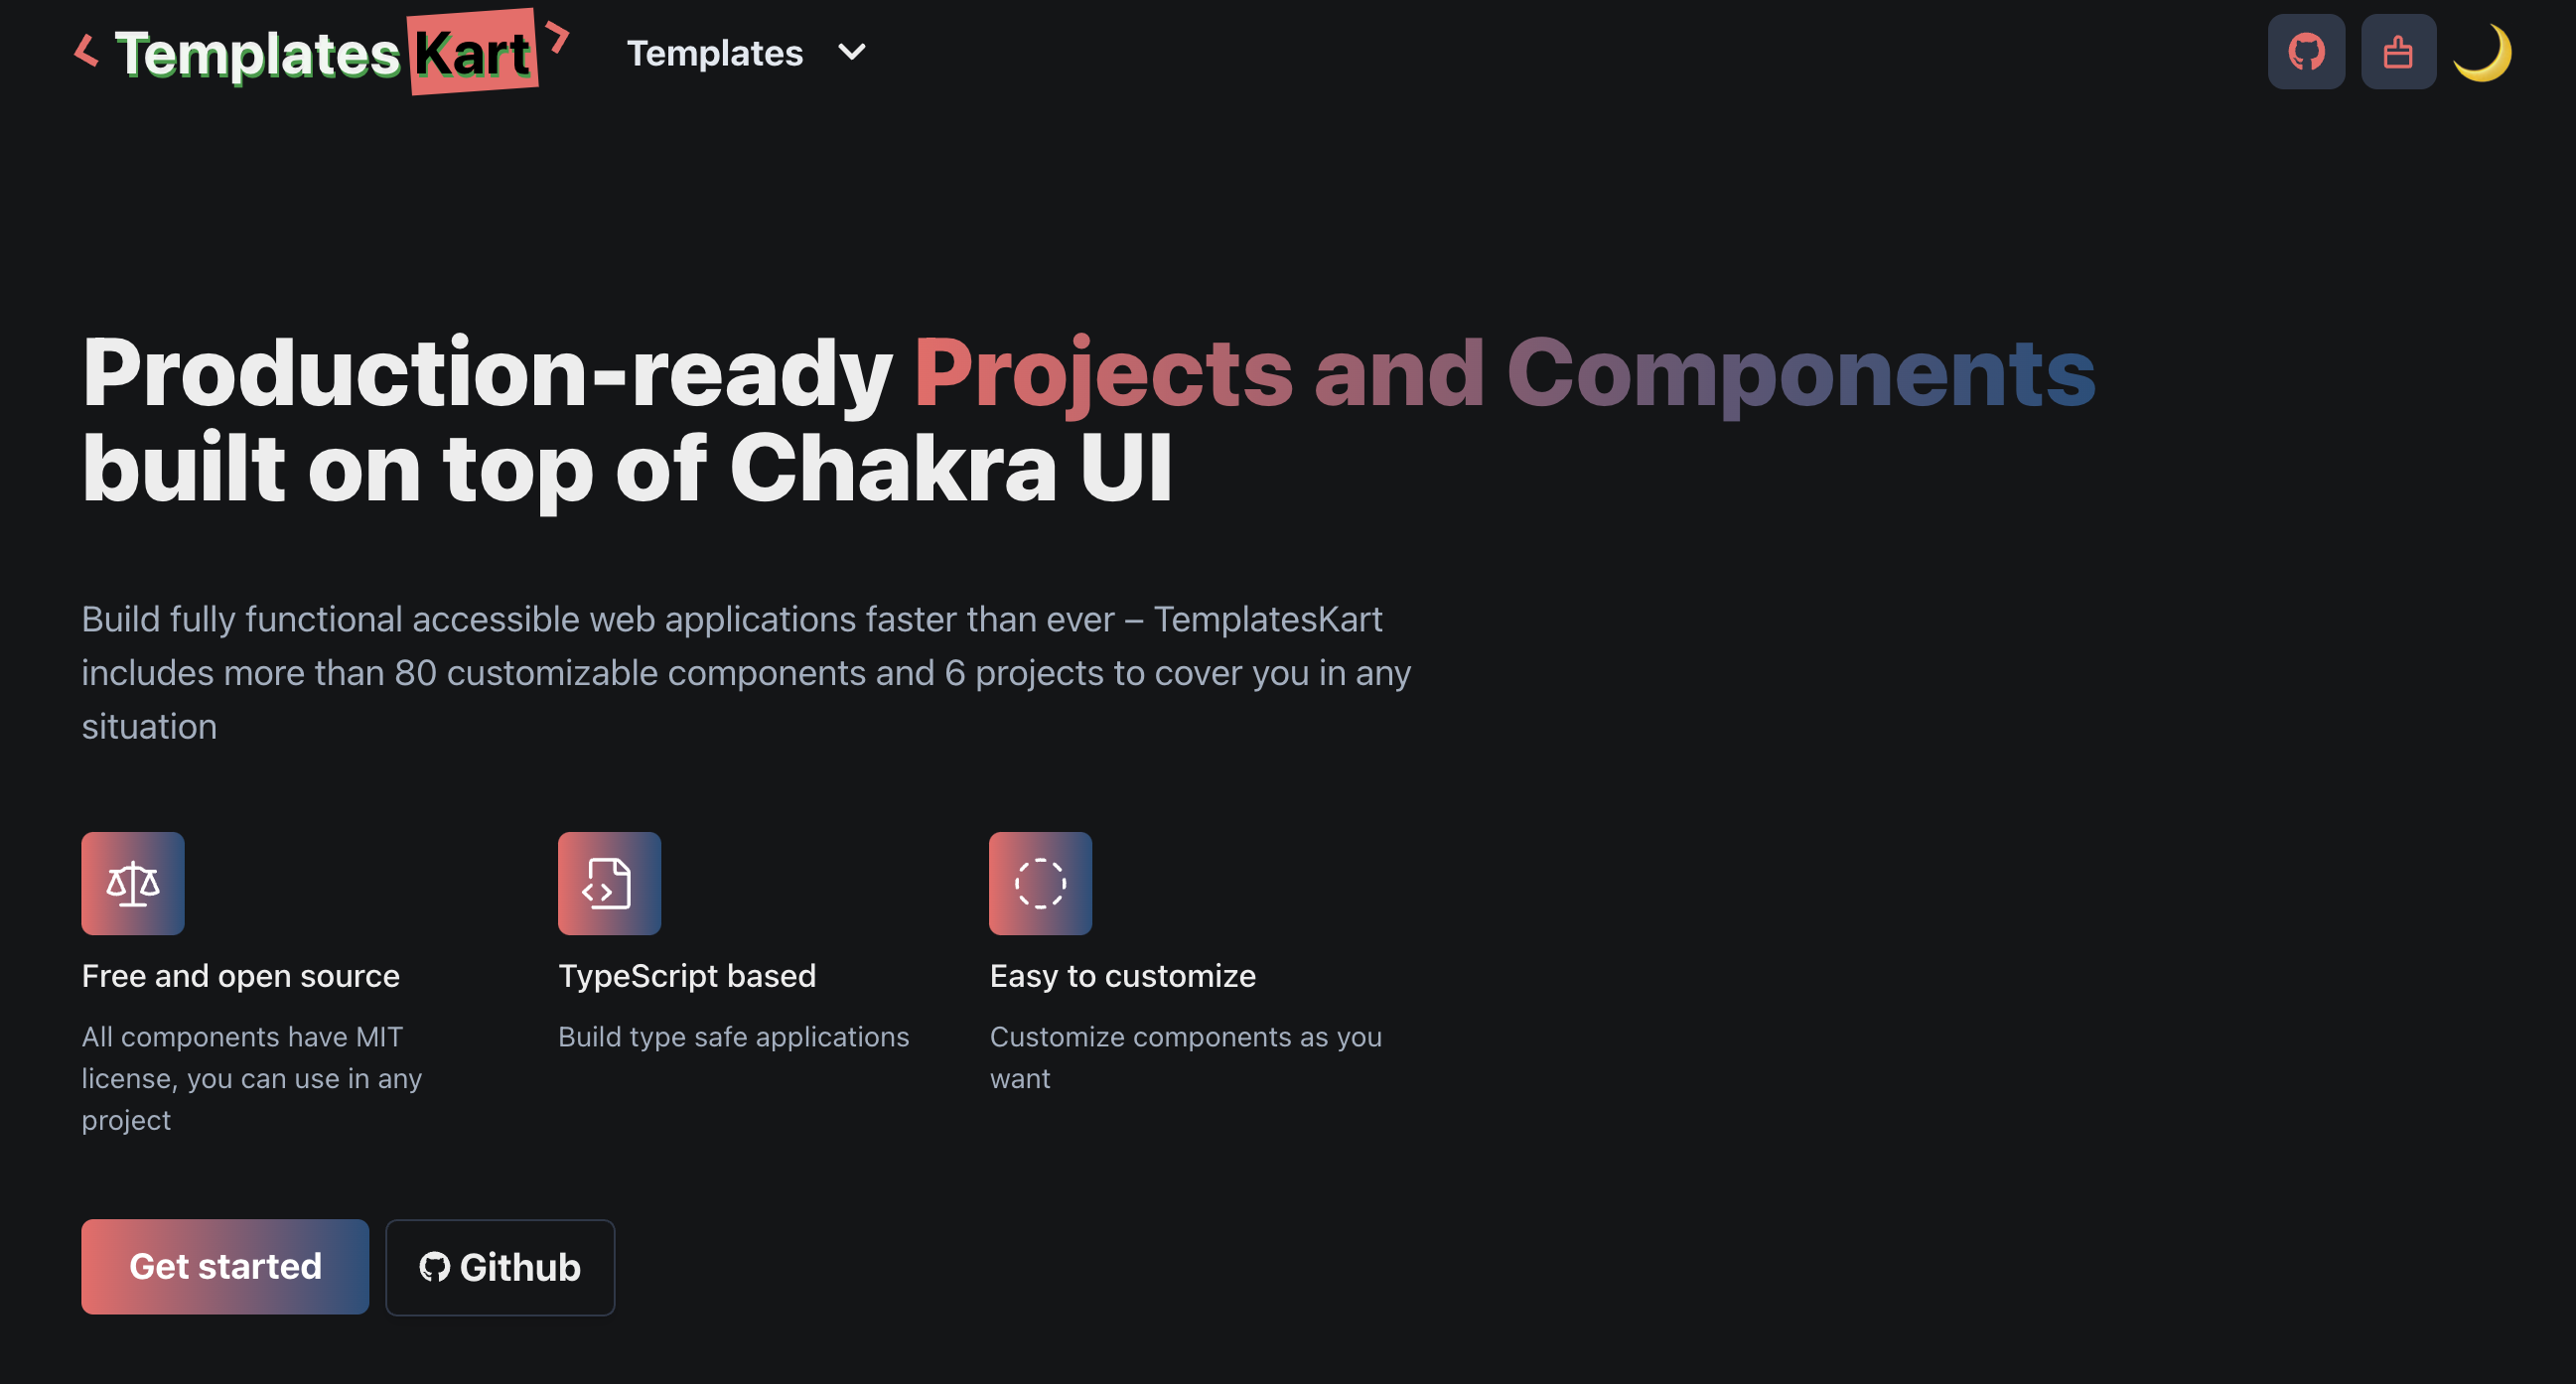 Templates Kart
Templates
Production-ready Projects and Components
built on top of Chakra UI
Build fully functional accessible web applications faster than ever – TemplatesKart
includes more than 80 customizable components and 6 projects to cover you in any
situation
Free and open source
All components have MIT
license, you can use in any
project
TypeScript based
Build type safe applications
Easy to customize
Customize components as you
want
Get started
Github